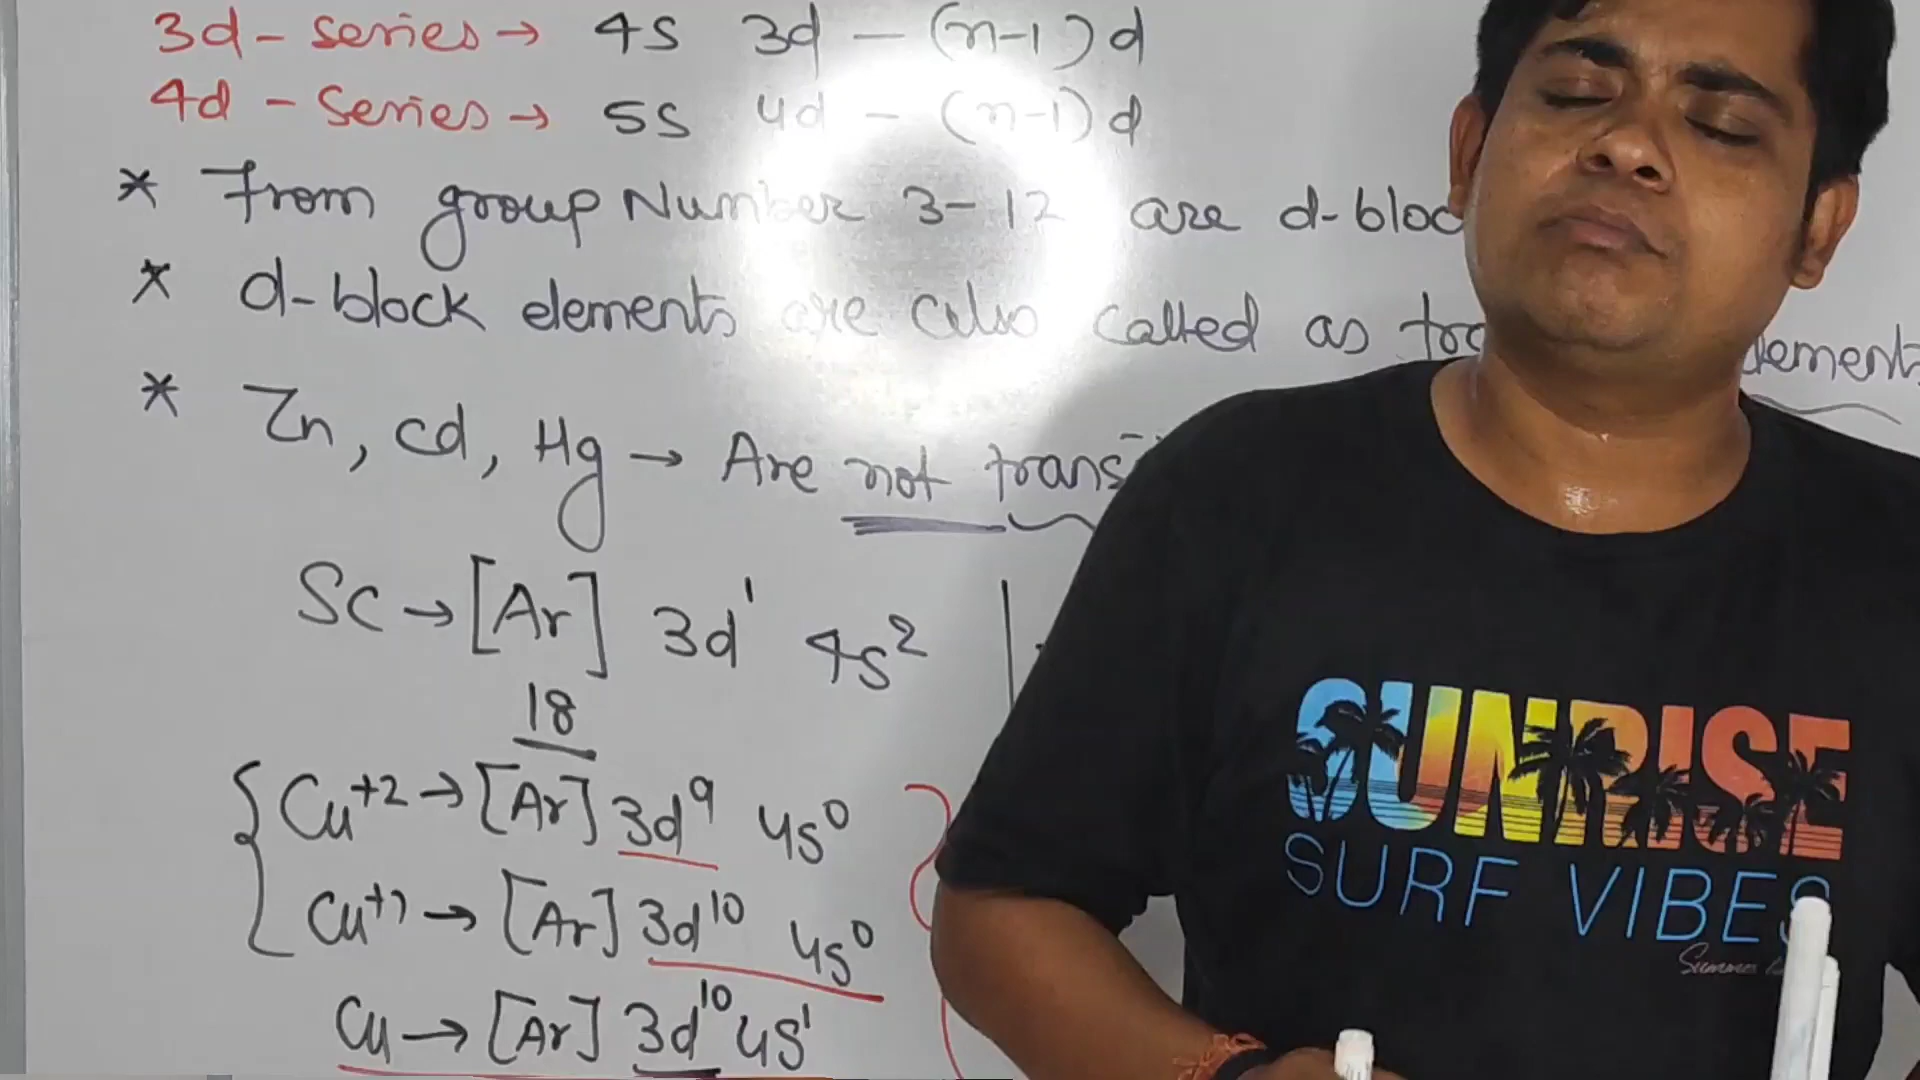 3d- series → 4s 3d – (n-1)d
4d - Series → 5s 4d – (n-1)d
* From group Number 3-12 are d-bloc
* d-block elements are also called as
* Zn, Cd, Hg → Are not trans
Sc → [Ar] 3d¹ 4s²
18
Cu⁺² → [Ar] 3d⁹ 4s⁰
Cu⁺¹ → [Ar] 3d¹⁰ 4s⁰
Cu → [Ar] 3d¹⁰ 4s¹
SUNRISE
SURF VIBES
Summer